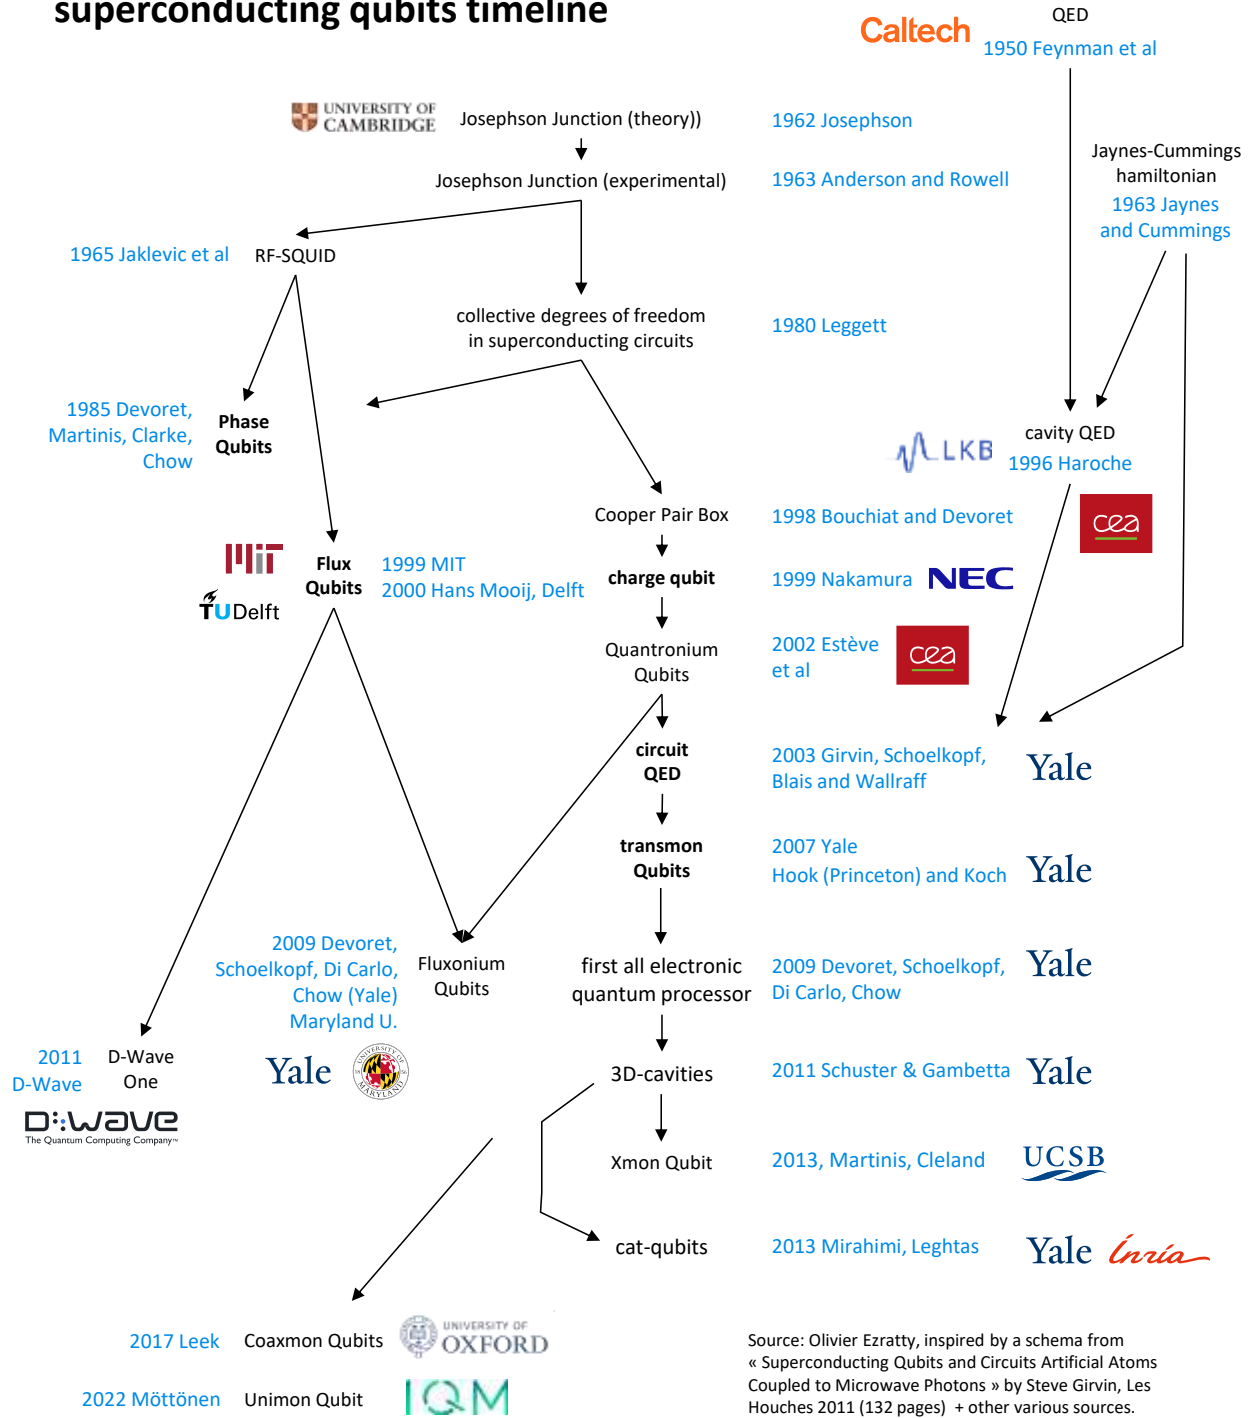 superconducting qubits timeline
Caltech
QED
1950 Feynman et al
UNIVERSITY OF
CAMBRIDGE
Josephson Junction (theory))
1962 Josephson
Josephson Junction (experimental)
1963 Anderson and Rowell
Jaynes-Cummings
hamiltonian
1963 Jaynes
and Cummings
1965 Jaklevic et al
RF-SQUID
collective degrees of freedom
in superconducting circuits
1980 Leggett
1985 Devoret,
Martinis, Clarke,
Chow
Phase
Qubits
LKB
cavity QED
1996 Haroche
Cooper Pair Box
1998 Bouchiat and Devoret
cea
MIT
TUDelft
Flux
Qubits
1999 MIT
2000 Hans Mooij, Delft
charge qubit
1999 Nakamura
NEC
Quantronium
Qubits
2002 Estève
et al
cea
circuit
QED
2003 Girvin, Schoelkopf,
Blais and Wallraff
Yale
transmon
Qubits
2007 Yale
Hook (Princeton) and Koch
Yale
2009 Devoret,
Schoelkopf, Di Carlo,
Chow (Yale)
Maryland U.
Fluxonium
Qubits
Yale
UNIVERSITY OF
MARYLAND
first all electronic
quantum processor
2009 Devoret, Schoelkopf,
Di Carlo, Chow
Yale
2011
D-Wave
D-Wave
One
D:wave
The Quantum Computing Company™
3D-cavities
2011 Schuster & Gambetta
Yale
Xmon Qubit
2013, Martinis, Cleland
UCSB
cat-qubits
2013 Mirahimi, Leghtas
Yale
Inría
2017 Leek
Coaxmon Qubits
UNIVERSITY OF
OXFORD
2022 Möttönen
Unimon Qubit
IQM
Source: Olivier Ezratty, inspired by a schema from
« Superconducting Qubits and Circuits Artificial Atoms
Coupled to Microwave Photons » by Steve Girvin, Les
Houches 2011 (132 pages)  + other various sources.